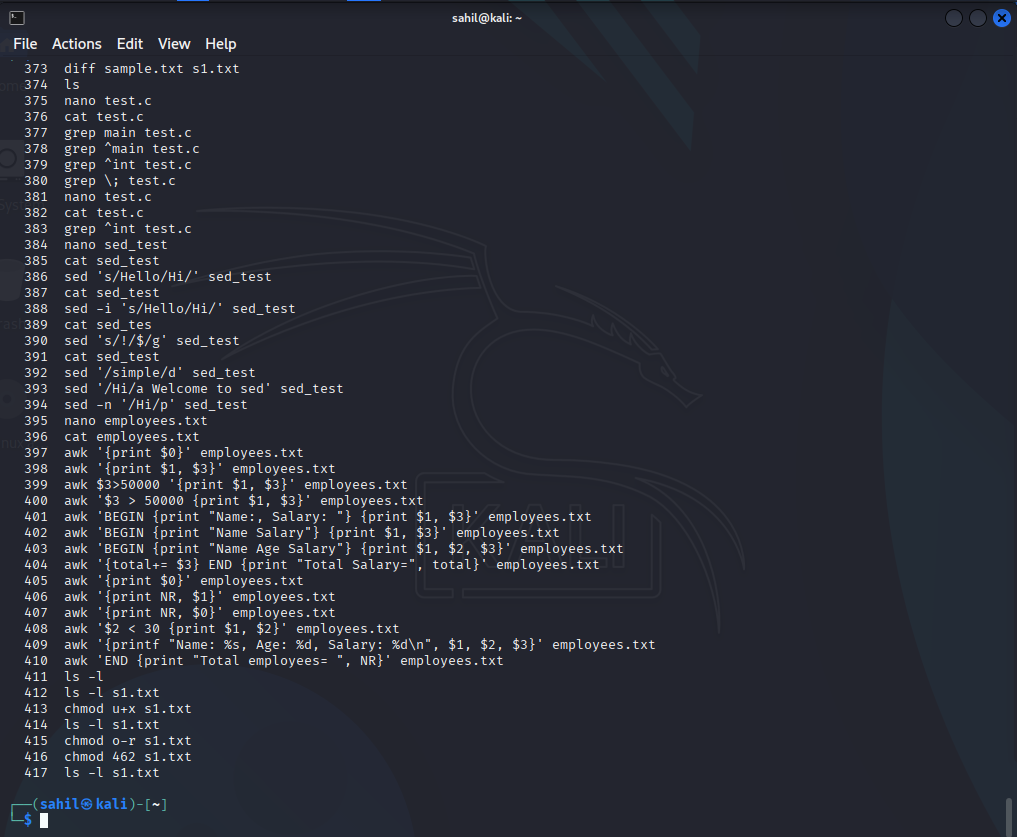 sahil@kali: ~
File Actions Edit View Help
373 diff sample.txt s1.txt
374 ls
375 nano test.c
376 cat test.c
377 grep main test.c
378 grep ^main test.c
379 grep ^int test.c
380 grep \; test.c
381 nano test.c
382 cat test.c
383 grep ^int test.c
384 nano sed_test
385 cat sed_test
386 sed 's/Hello/Hi/' sed_test
387 cat sed_test
388 sed -i 's/Hello/Hi/' sed_test
389 cat sed_tes
390 sed 's/!/$/g' sed_test
391 cat sed_test
392 sed '/simple/d' sed_test
393 sed '/Hi/a Welcome to sed' sed_test
394 sed -n '/Hi/p' sed_test
395 nano employees.txt
396 cat employees.txt
397 awk '{print $0}' employees.txt
398 awk '{print $1, $3}' employees.txt
399 awk $3>50000 '{print $1, $3}' employees.txt
400 awk '$3 > 50000 {print $1, $3}' employees.txt
401 awk 'BEGIN {print "Name:, Salary: "} {print $1, $3}' employees.txt
402 awk 'BEGIN {print "Name Salary"} {print $1, $3}' employees.txt
403 awk 'BEGIN {print "Name Age Salary"} {print $1, $2, $3}' employees.txt
404 awk '{total+= $3} END {print "Total Salary=", total}' employees.txt
405 awk '{print $0}' employees.txt
406 awk '{print NR, $1}' employees.txt
407 awk '{print NR, $0}' employees.txt
408 awk '$2 < 30 {print $1, $2}' employees.txt
409 awk '{printf "Name: %s, Age: %d, Salary: %d\n", $1, $2, $3}' employees.txt
410 awk 'END {print "Total employees= ", NR}' employees.txt
411 ls -l
412 ls -l s1.txt
413 chmod u+x s1.txt
414 ls -l s1.txt
415 chmod o-r s1.txt
416 chmod 462 s1.txt
417 ls -l s1.txt
(sahil㉿kali)-[~]
$
KALI